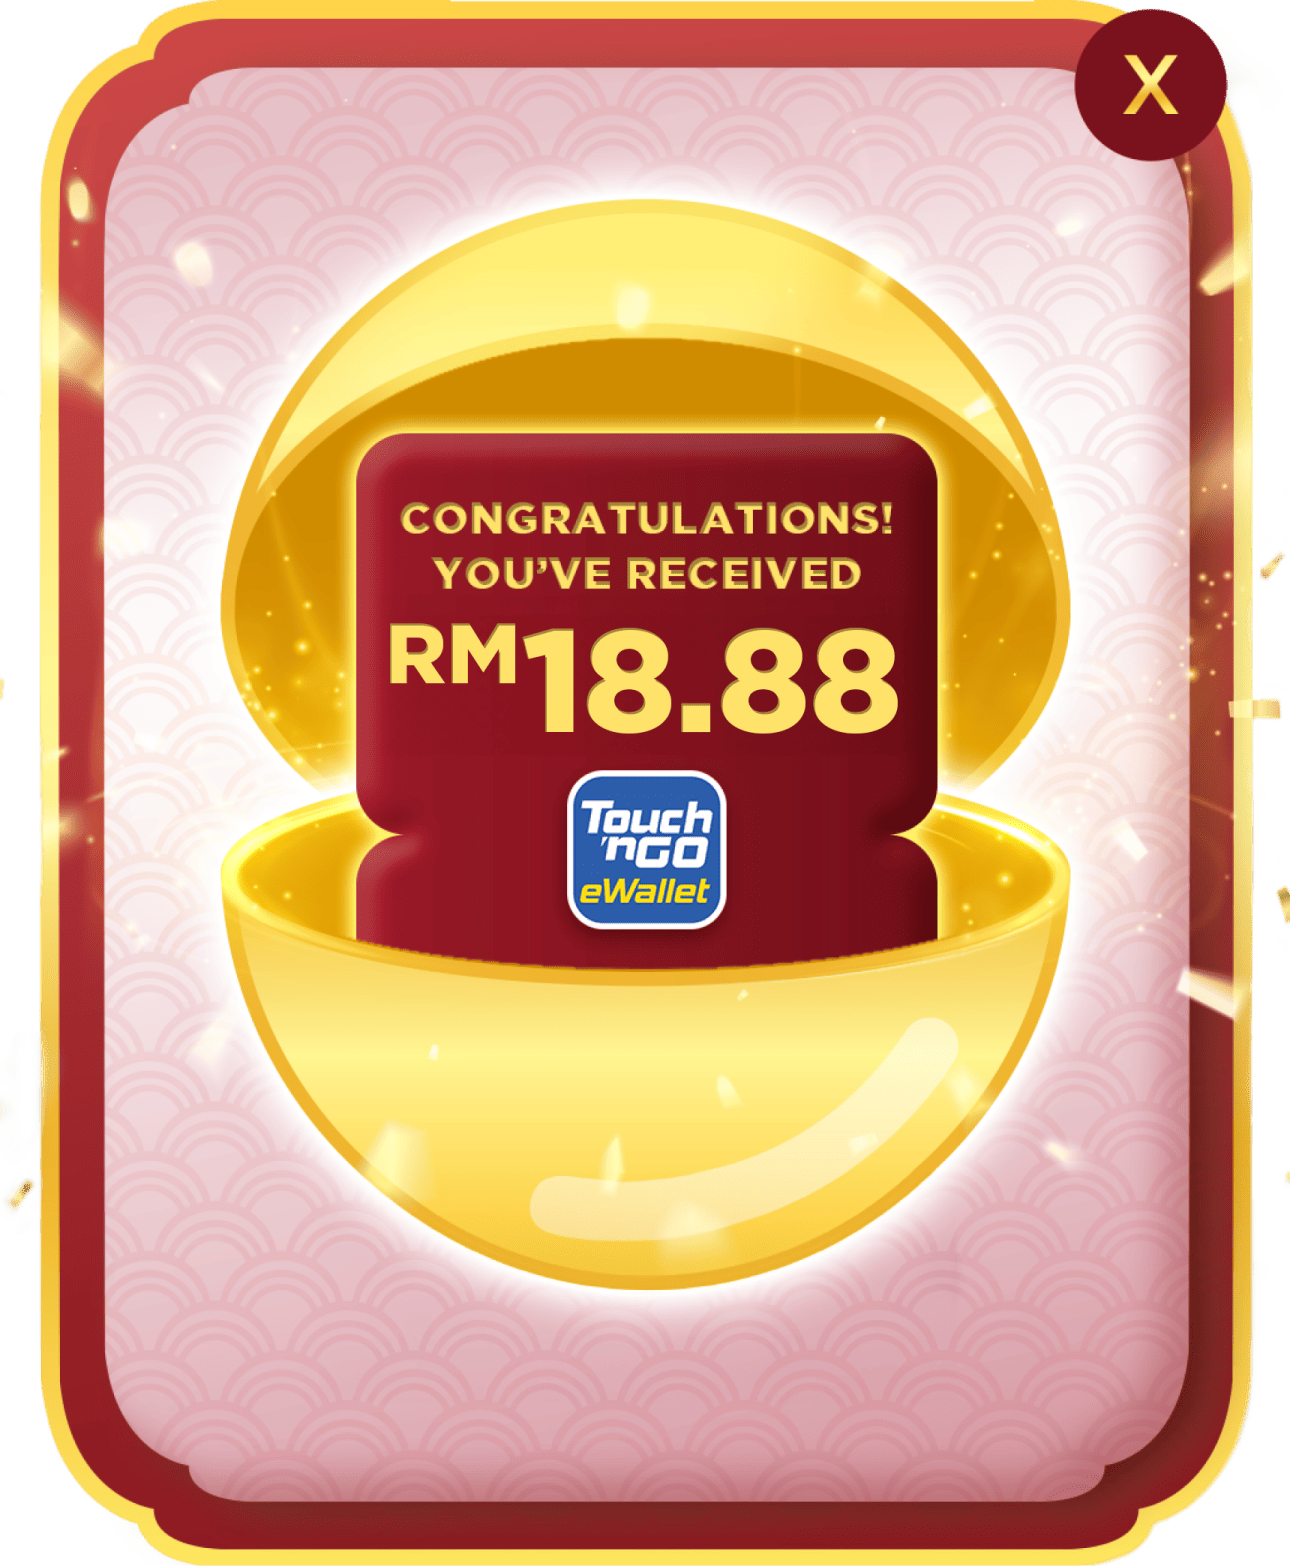 X
CONGRATULATIONS!
YOU'VE RECEIVED
RM18.88
Touch
'nGO
eWallet